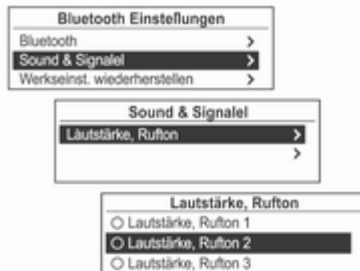 Bluetooth Einstellungen
Bluetooth >
Sound & Signalel >
Werkseinst. wiederherstellen >
Sound & Signalel
Lautstärke, Rufton >
>
Lautstärke, Rufton
Lautstärke, Rufton 1
Lautstärke, Rufton 2
Lautstärke, Rufton 3